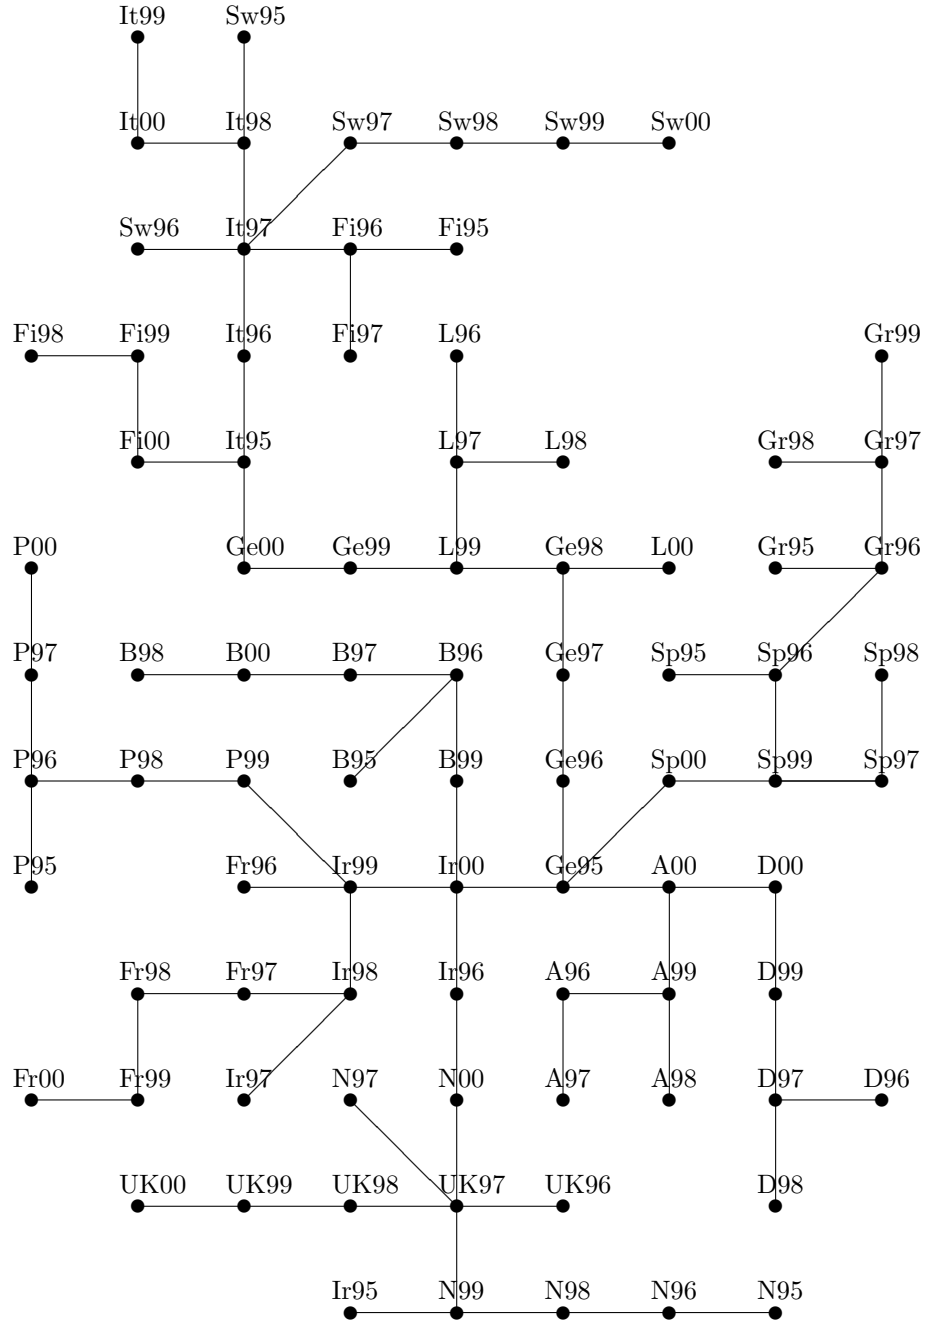 It99 Sw95
It00 It98 Sw97 Sw98 Sw99 Sw00
Sw96 It97 Fi96 Fi95
Fi98 Fi99 It96 Fi97 L96 Gr99
Fi00 It95 L97 L98 Gr98 Gr97
P00 Ge00 Ge99 L99 Ge98 L00 Gr95 Gr96
P97 B98 B00 B97 B96 Ge97 Sp95 Sp96 Sp98
P96 P98 P99 B95 B99 Ge96 Sp00 Sp99 Sp97
P95 Fr96 Ir99 Ir00 Ge95 A00 D00
Fr98 Fr97 Ir98 Ir96 A96 A99 D99
Fr00 Fr99 Ir97 N97 N00 A97 A98 D97 D96
UK00 UK99 UK98 UK97 UK96 D98
Ir95 N99 N98 N96 N95